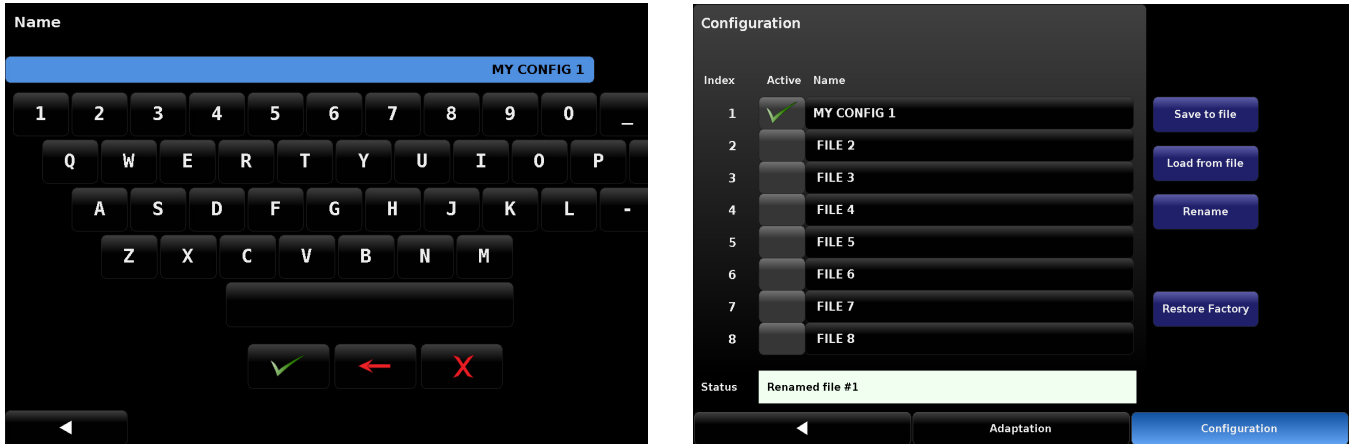 Name
MY CONFIG 1
1 2 3 4 5 6 7 8 9 0 _
Q W E R T Y U I O P
A S D F G H J K L -
Z X C V B N M
X
Configuration
Index Active Name
1 MY CONFIG 1 Save to file
2 FILE 2
Load from file
3 FILE 3
4 FILE 4 Rename
5 FILE 5
6 FILE 6
7 FILE 7 Restore Factory
8 FILE 8
Status Renamed file #1
Adaptation Configuration